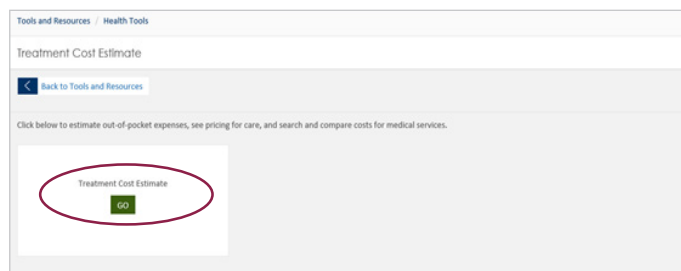 Tools and Resources / Health Tools
Treatment Cost Estimate
Back to Tools and Resources
Click below to estimate out-of-pocket expenses, see pricing for care, and search and compare costs for medical services.
Treatment Cost Estimate
GO